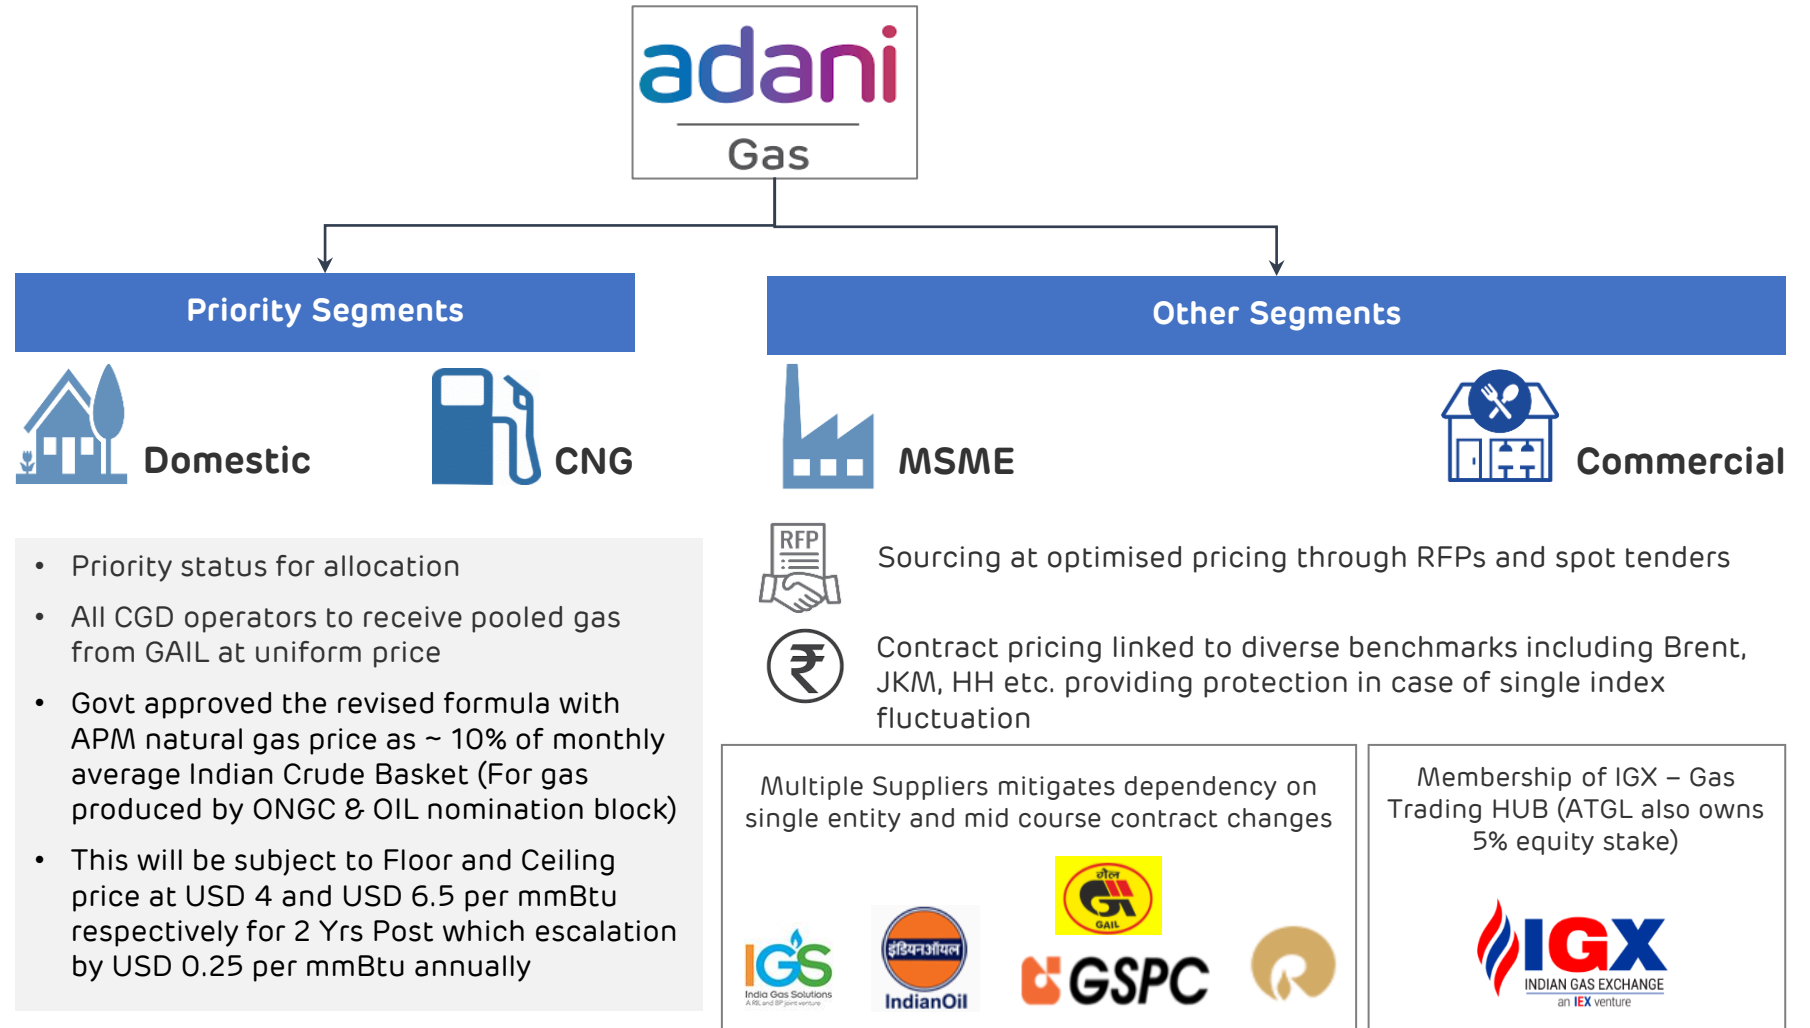 adani
Gas
Priority Segments
Other Segments
Domestic
CNG
MSME
Commercial
• Priority status for allocation
• All CGD operators to receive pooled gas
from GAIL at uniform price
• Govt approved the revised formula with
APM natural gas price as ~ 10% of monthly
average Indian Crude Basket (For gas
produced by ONGC & OIL nomination block)
• This will be subject to Floor and Ceiling
price at USD 4 and USD 6.5 per mmBtu
respectively for 2 Yrs Post which escalation
by USD 0.25 per mmBtu annually
RFP
Sourcing at optimised pricing through RFPs and spot tenders
₹
Contract pricing linked to diverse benchmarks including Brent,
JKM, HH etc. providing protection in case of single index
fluctuation
Multiple Suppliers mitigates dependency on
single entity and mid course contract changes
IGS
India Gas Solutions
A RIL and BP joint venture
इंडियनऑयल
IndianOil
गेल
GAIL
GSPC
Membership of IGX – Gas
Trading HUB (ATGL also owns
5% equity stake)
IGX
INDIAN GAS EXCHANGE
an IEX venture